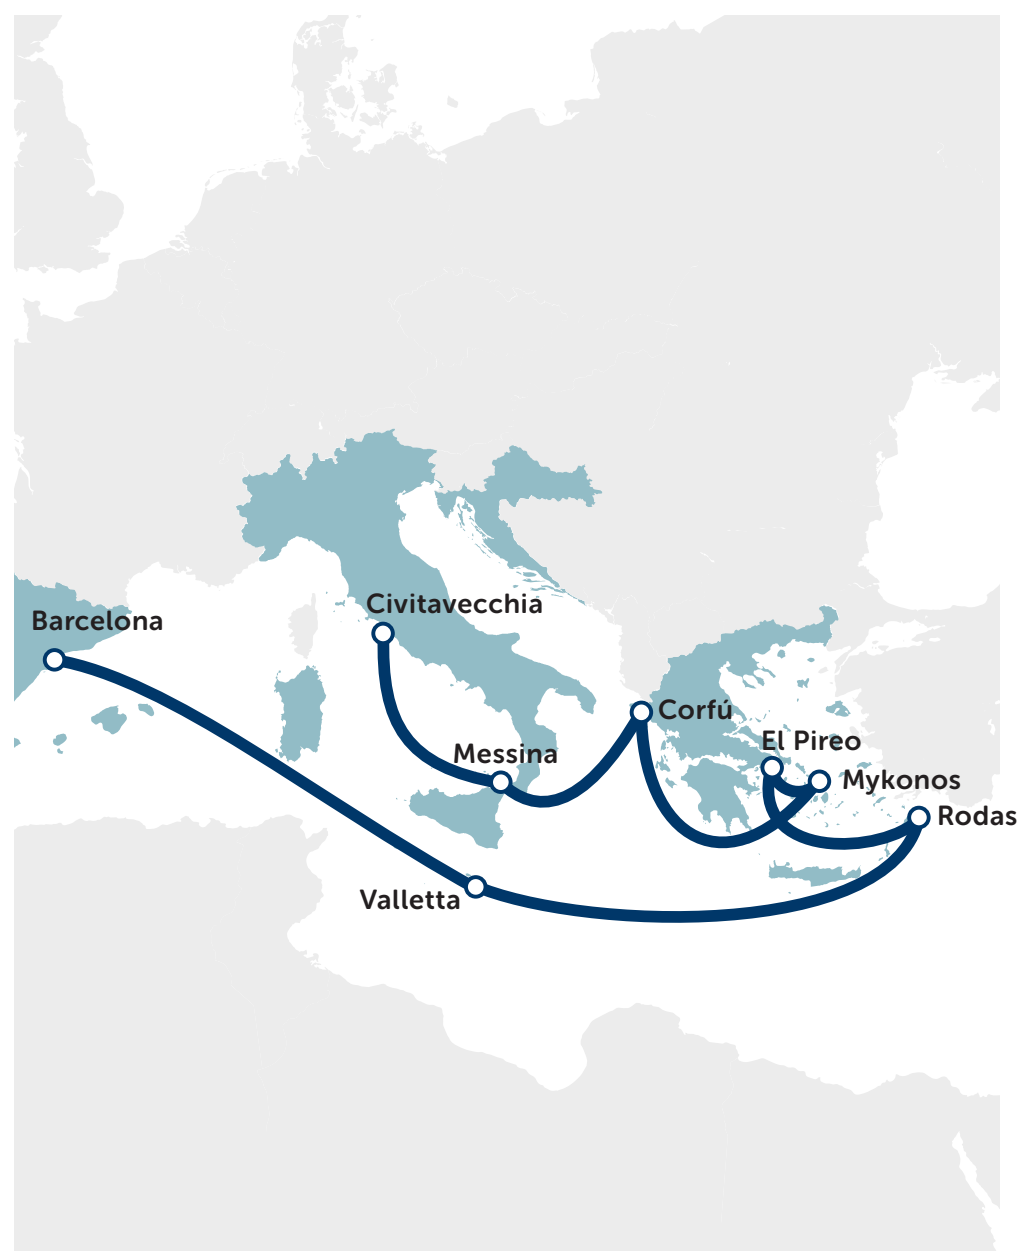 Civitavecchia
Barcelona
Corfú
El Pireo
Messina
Mykonos
Rodas
Valletta